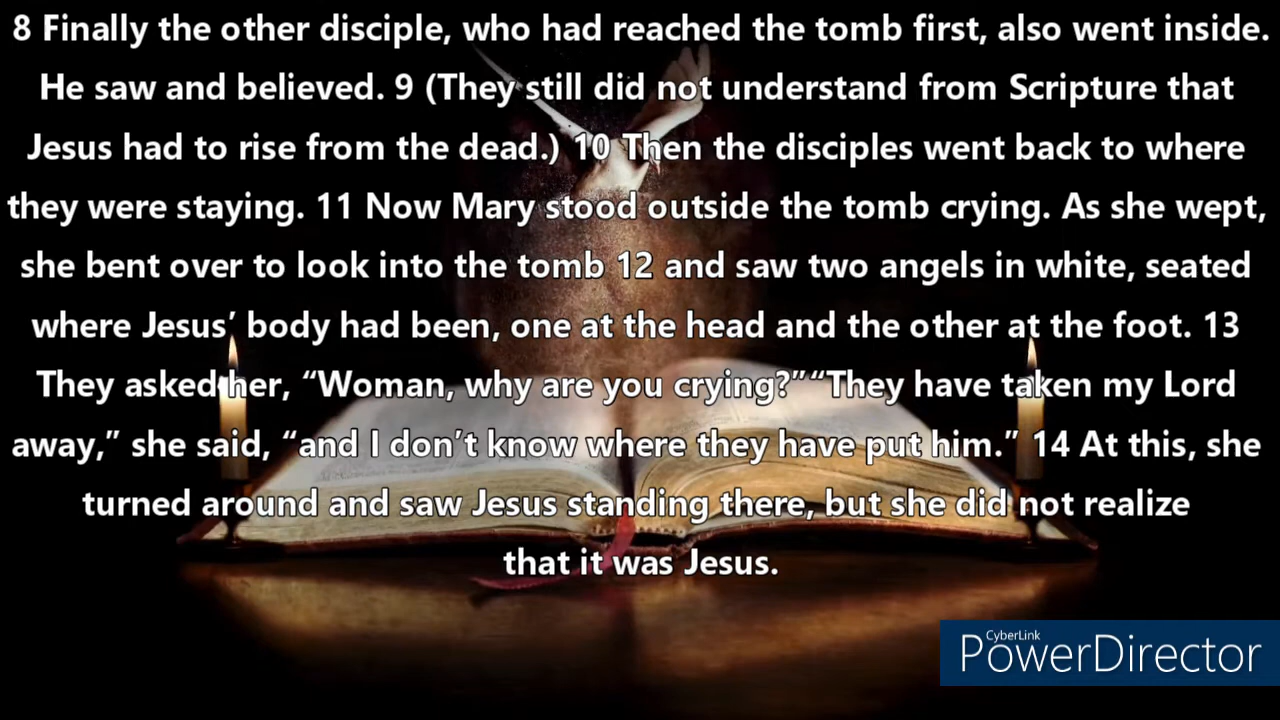 8 Finally the other disciple, who had reached the tomb first, also went inside.
He saw and believed. 9 (They still did not understand from Scripture that
Jesus had to rise from the dead.) 10 Then the disciples went back to where
they were staying. 11 Now Mary stood outside the tomb crying. As she wept,
she bent over to look into the tomb 12 and saw two angels in white, seated
where Jesus’ body had been, one at the head and the other at the foot. 13
They asked her, “Woman, why are you crying?”“They have taken my Lord
away,” she said, “and I don’t know where they have put him.” 14 At this, she
turned around and saw Jesus standing there, but she did not realize
that it was Jesus.
CyberLink
PowerDirector